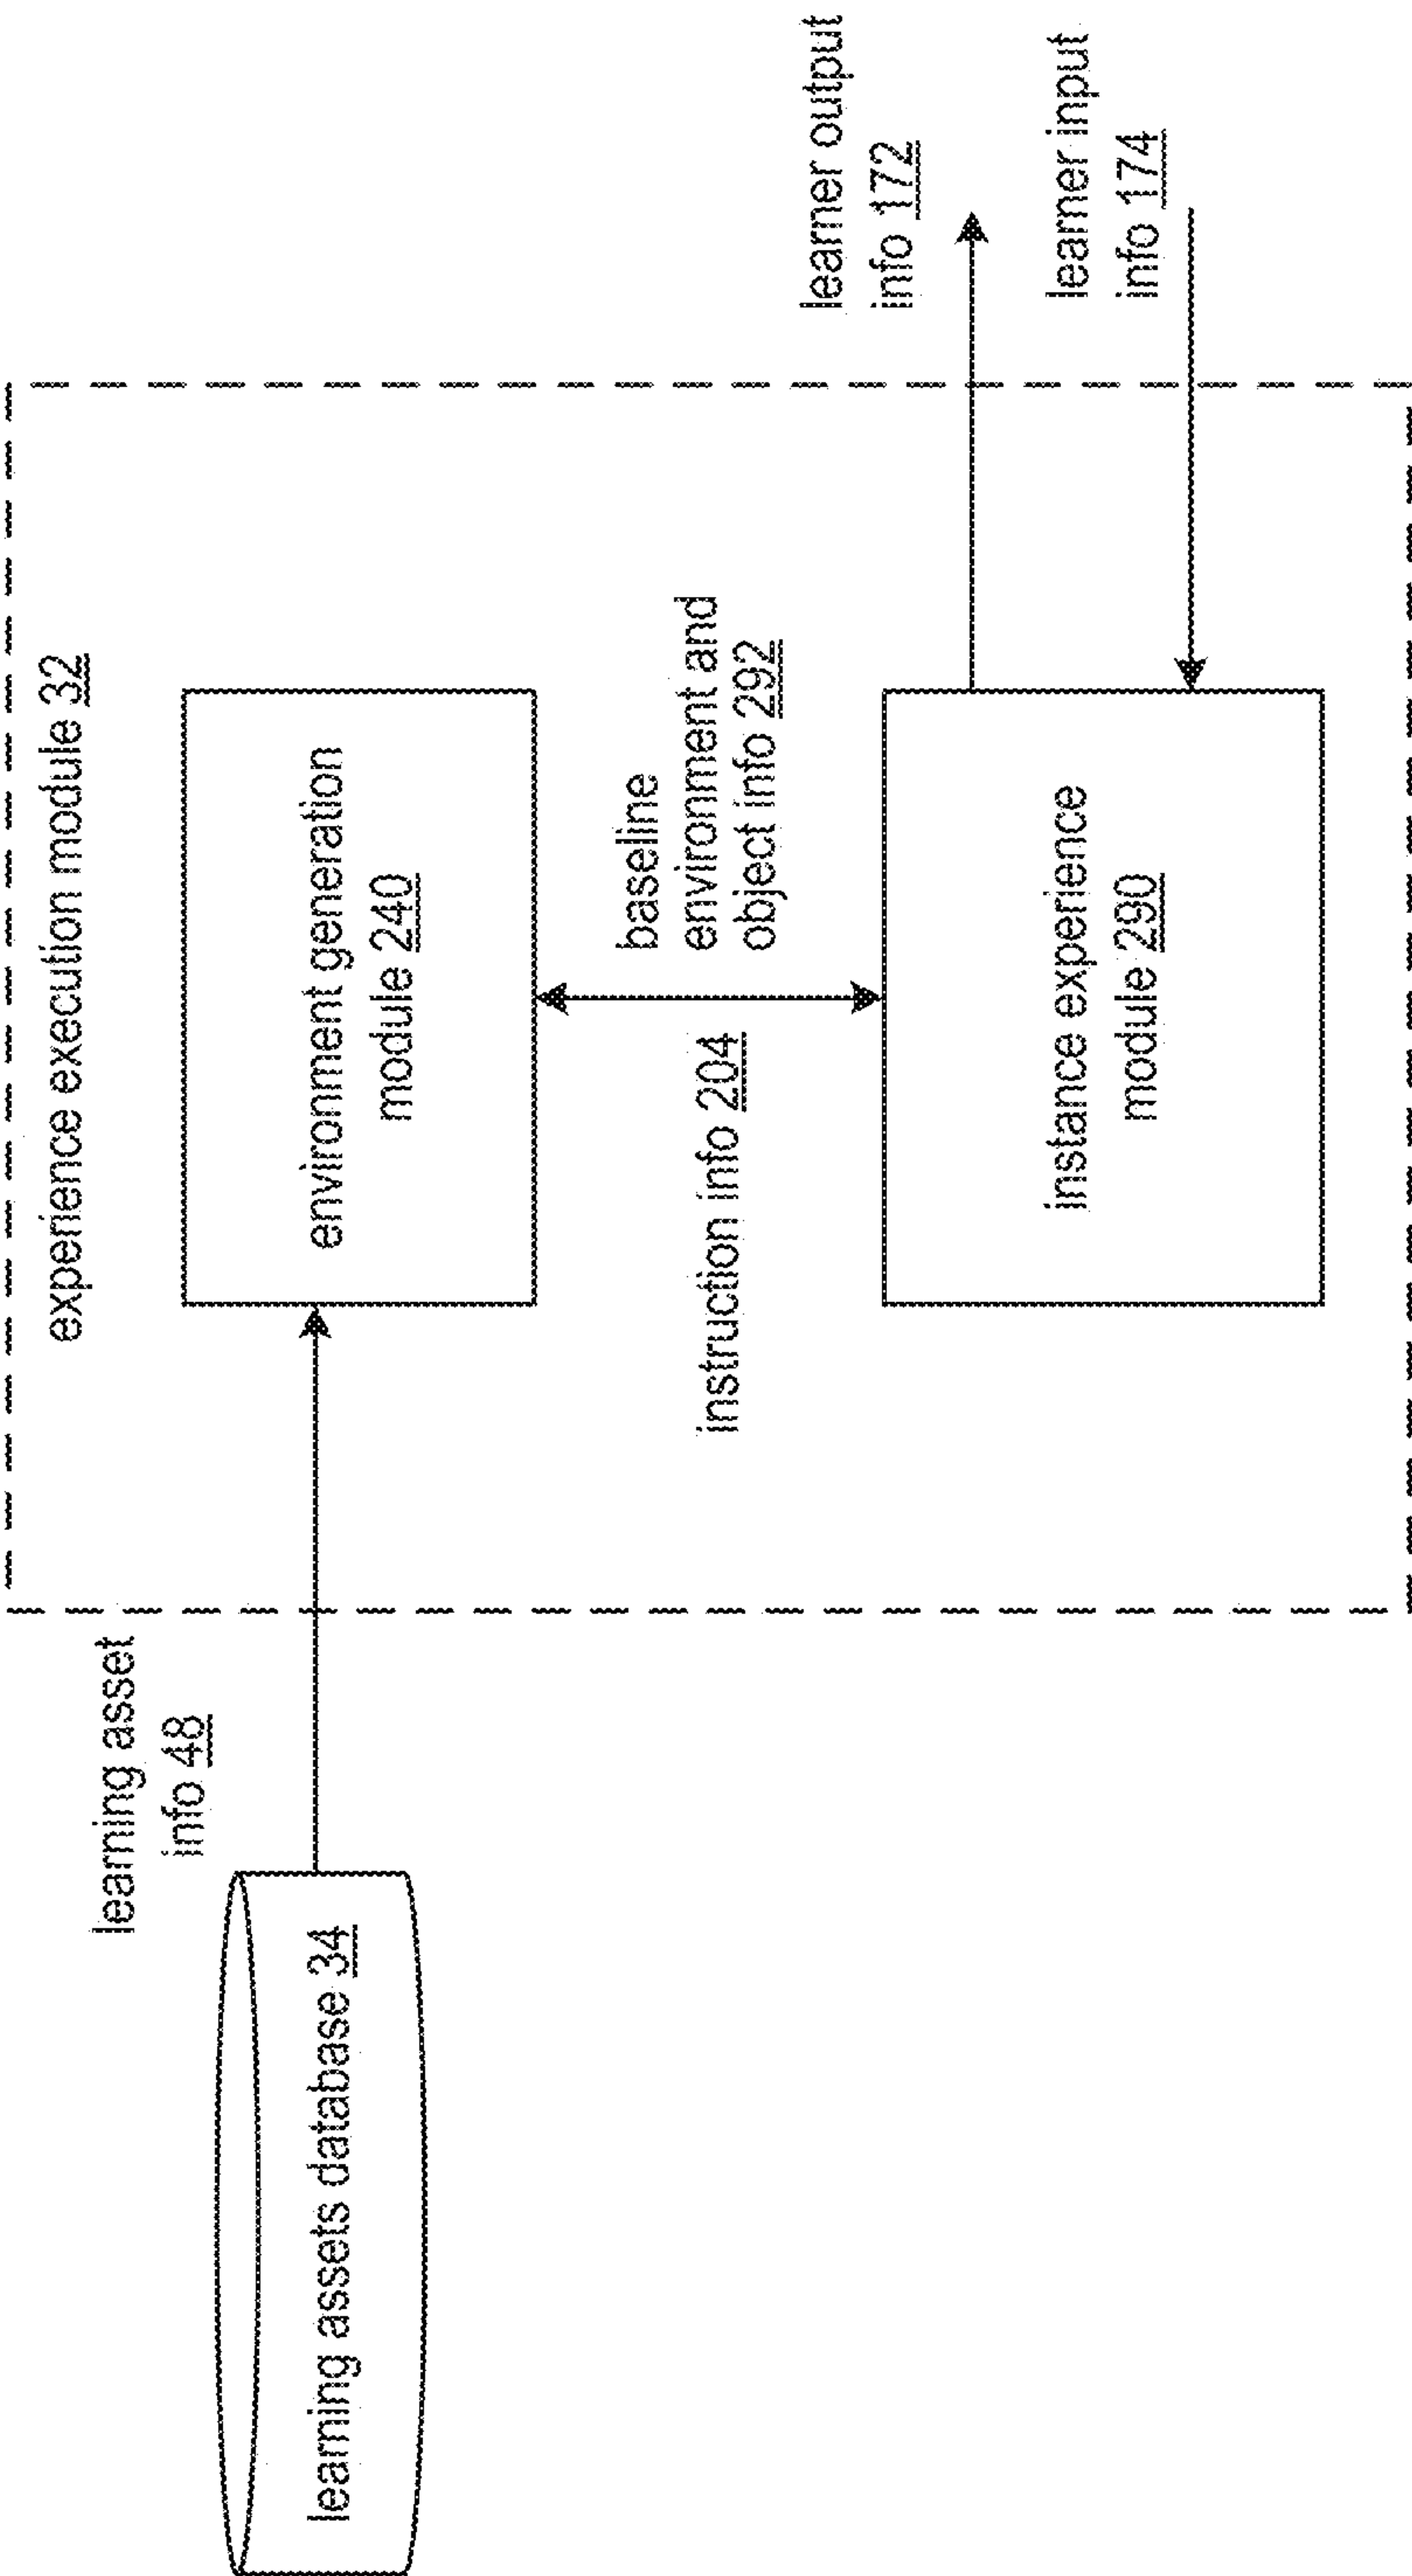 experience execution module 32
learning asset
info 48
learning assets database 34
environment generation
module 240
instruction info 204
baseline
environment and
object info 292
instance experience
module 290
learner output
info 172
learner input
info 174